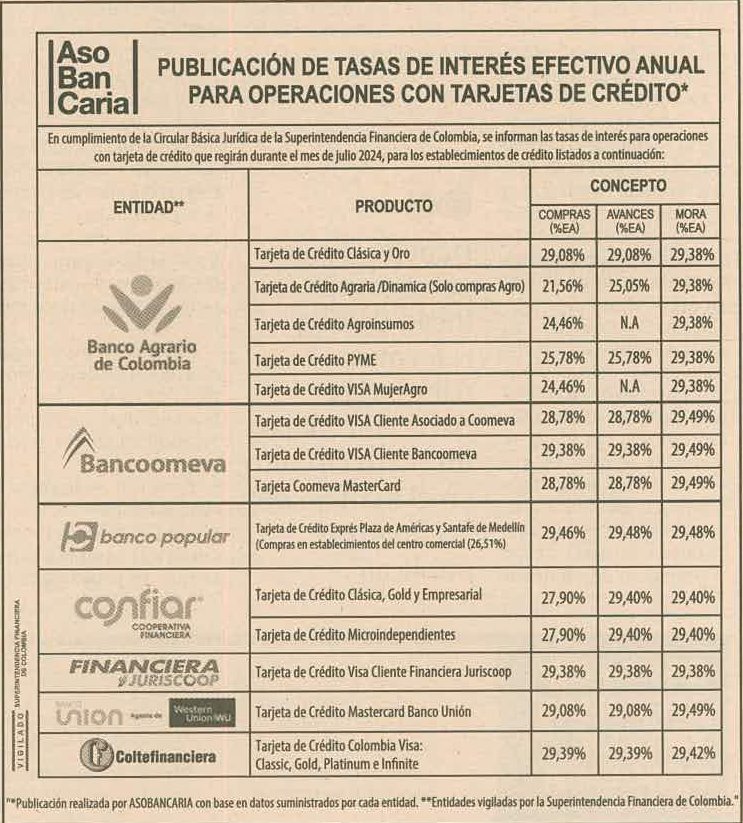 Aso
Ban
Caria
PUBLICACIÓN DE TASAS DE INTERÉS EFECTIVO ANUAL
PARA OPERACIONES CON TARJETAS DE CRÉDITO*
En cumplimiento de la Circular Básica Jurídica de la Superintendencia Financiera de Colombia, se informan las tasas de interés para operaciones
con tarjeta de crédito que regirán durante el mes de julio 2024, para los establecimientos de crédito listados a continuación:
ENTIDAD** PRODUCTO CONCEPTO
COMPRAS (%EA) AVANCES (%EA) MORA (%EA)
Banco Agrario
de Colombia
Tarjeta de Crédito Clásica y Oro 29,08% 29,08% 29,38%
Tarjeta de Crédito Agraria /Dinamica (Solo compras Agro) 21,56% 25,05% 29,38%
Tarjeta de Crédito Agroinsumos 24,46% N.A 29,38%
Tarjeta de Crédito PYME 25,78% 25,78% 29,38%
Tarjeta de Crédito VISA MujerAgro 24,46% N.A 29,38%
Bancoomeva
Tarjeta de Crédito VISA Cliente Asociado a Coomeva 28,78% 28,78% 29,49%
Tarjeta de Crédito VISA Cliente Bancoomeva 29,38% 29,38% 29,49%
Tarjeta Coomeva MasterCard 28,78% 28,78% 29,49%
banco popular
Tarjeta de Crédito Exprés Plaza de Américas y Santafe de Medellín
(Compras en establecimientos del centro comercial (26,51%) 29,46% 29,48% 29,48%
confiar
COOPERATIVA
FINANCIERA
Tarjeta de Crédito Clásica, Gold y Empresarial 27,90% 29,40% 29,40%
Tarjeta de Crédito Microindependientes 27,90% 29,40% 29,40%
FINANCIERA
JURISCOOP
Tarjeta de Crédito Visa Cliente Financiera Juriscoop 29,38% 29,38% 29,38%
BANCO
union
Agente de
Western
Union WU
Tarjeta de Crédito Mastercard Banco Unión 29,08% 29,08% 29,49%
Coltefinanciera
Tarjeta de Crédito Colombia Visa:
Classic, Gold, Platinum e Infinite 29,39% 29,39% 29,42%
VIGILADO SUPERINTENDENCIA FINANCIERA
DE COLOMBIA
"*Publicación realizada por ASOBANCARIA con base en datos suministrados por cada entidad. **Entidades vigiladas por la Superintendencia Financiera de Colombia."